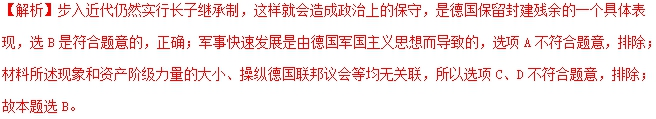 【解析】步入近代仍然实行长子继承制，这样就会造成政治上的保守，是德国保留封建残余的一个具体表
现，选 B 是符合题意的，正确；军事快速发展是由德国军国主义思想而导致的，选项 A 不符合题意，排除；
材料所述现象和资产阶级力量的大小、操纵德国联邦议会等均无关联，所以选项 C、D 不符合题意，排除；
故本题选 B。